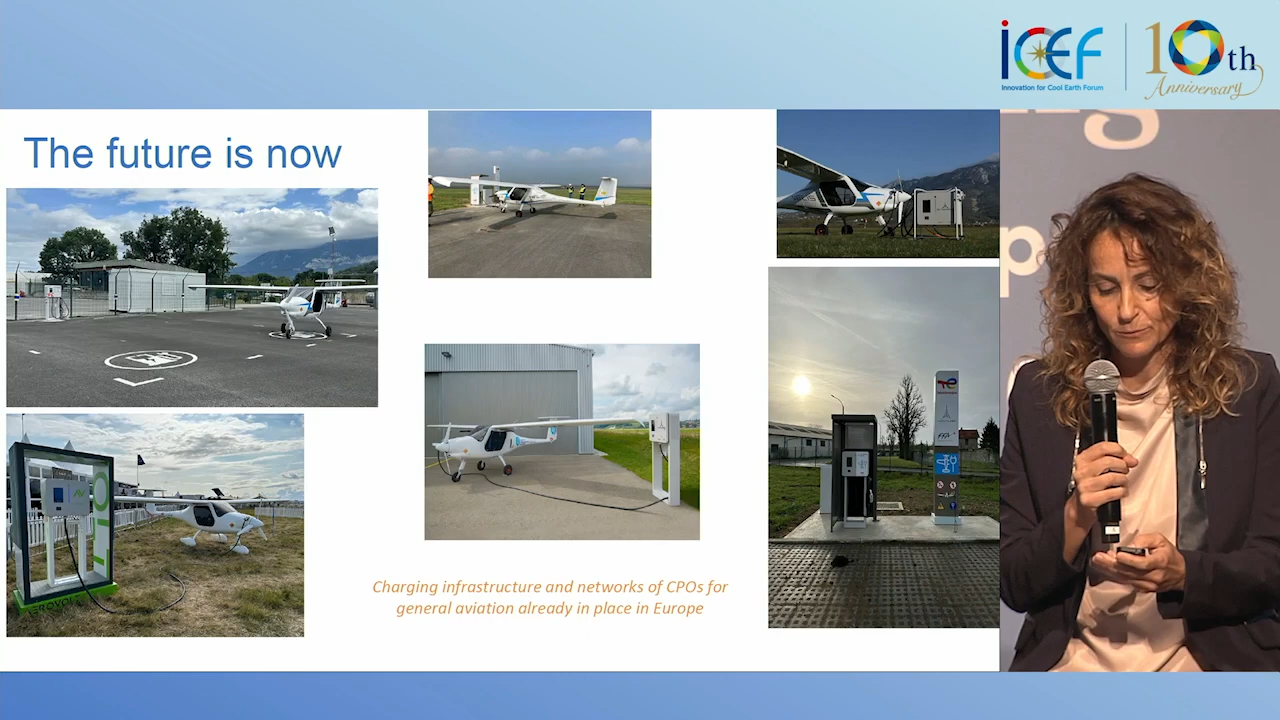 iCEF
Innovation for Cool Earth Forum
10th
Anniversary
The future is now
Charging infrastructure and networks of CPOs for
general aviation already in place in Europe